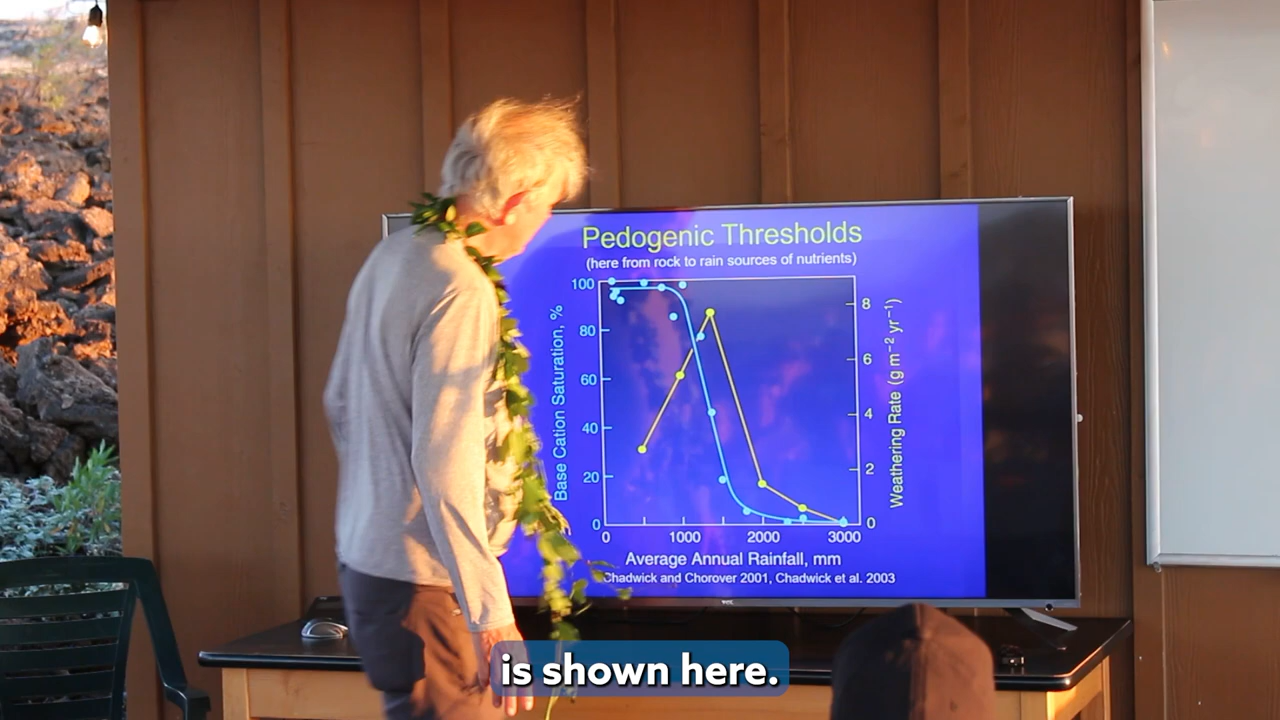 Pedogenic Thresholds
(here from rock to rain sources of nutrients)
Base Cation Saturation, %
100
80
60
40
20
0
8
6
4
2
0
Weathering Rate (g m⁻² yr⁻¹)
0 1000 2000 3000
Average Annual Rainfall, mm
Chadwick and Chorover 2001, Chadwick et al. 2003
TCL
is shown here.